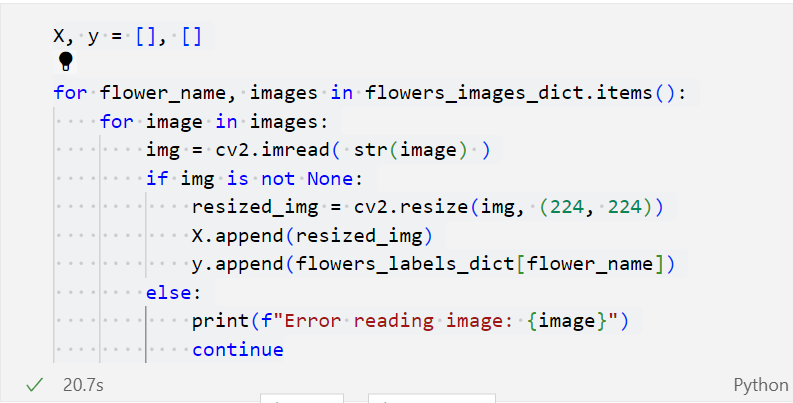 X, y = [], []
for flower_name, images in flowers_images_dict.items():
    for image in images:
        img = cv2.imread( str(image) )
        if img is not None:
            resized_img = cv2.resize(img, (224, 224))
            X.append(resized_img)
            y.append(flowers_labels_dict[flower_name])
        else:
            print(f"Error reading image: {image}")
            continue
20.7s
Python